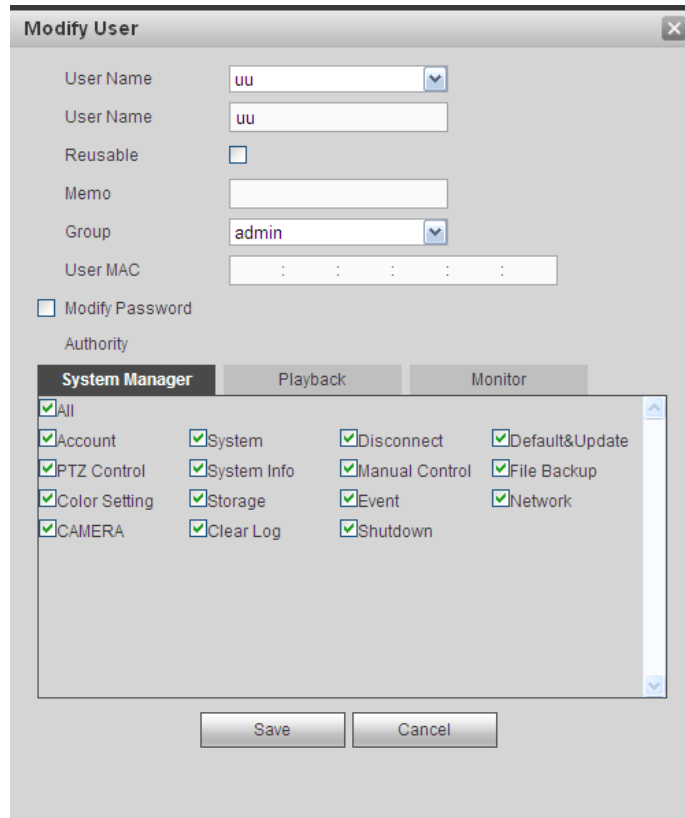 Modify User
User Name uu
User Name uu
Reusable
Memo
Group admin
User MAC : : : : :
Modify Password
Authority
System Manager Playback Monitor
All
Account System Disconnect Default&Update
PTZ Control System Info Manual Control File Backup
Color Setting Storage Event Network
CAMERA Clear Log Shutdown
Save Cancel